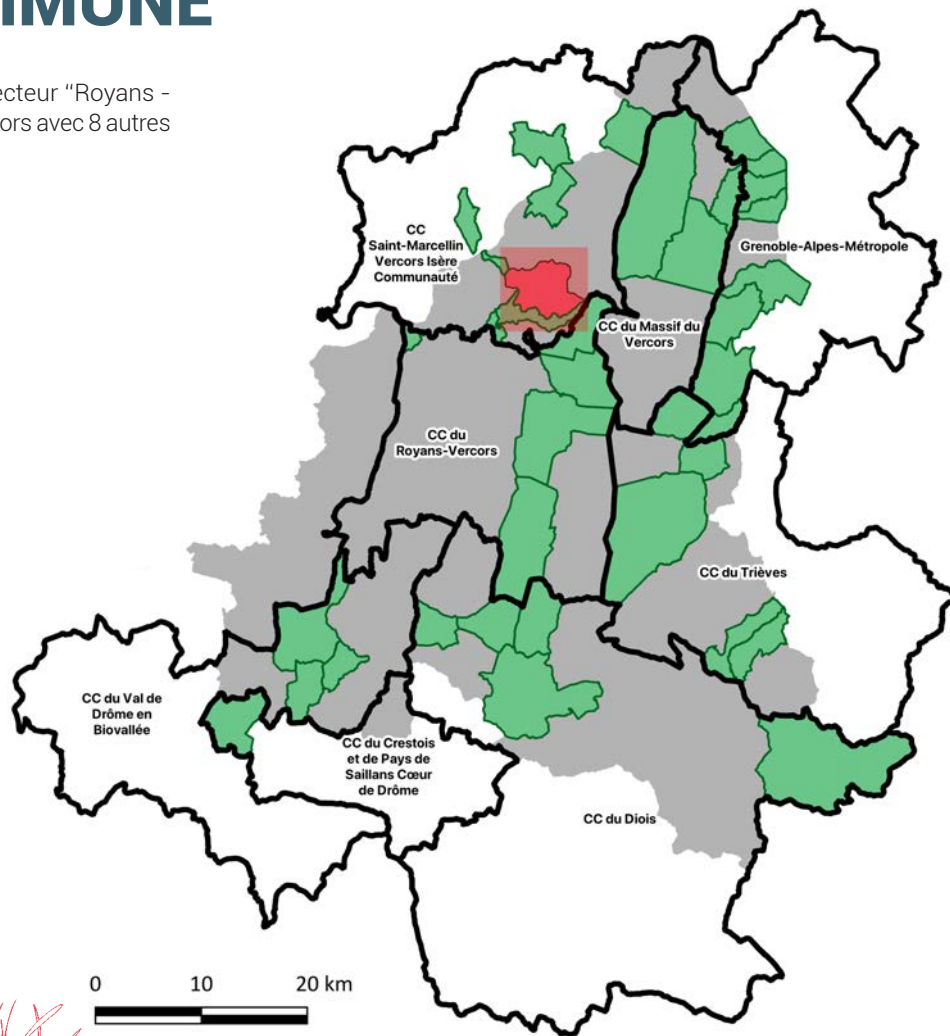 MMUNE
ecteur “Royans -
ors avec 8 autres
CC
Saint-Marcellin
Vercors Isère
Communauté
Grenoble-Alpes-Métropole
CC du Massif du
Vercors
CC du
Royans-Vercors
CC du Trièves
CC du Val de
Drôme en
Biovallée
CC du Crestois
et de Pays de
Saillans Cœur
de Drôme
CC du Diois
0 10 20 km